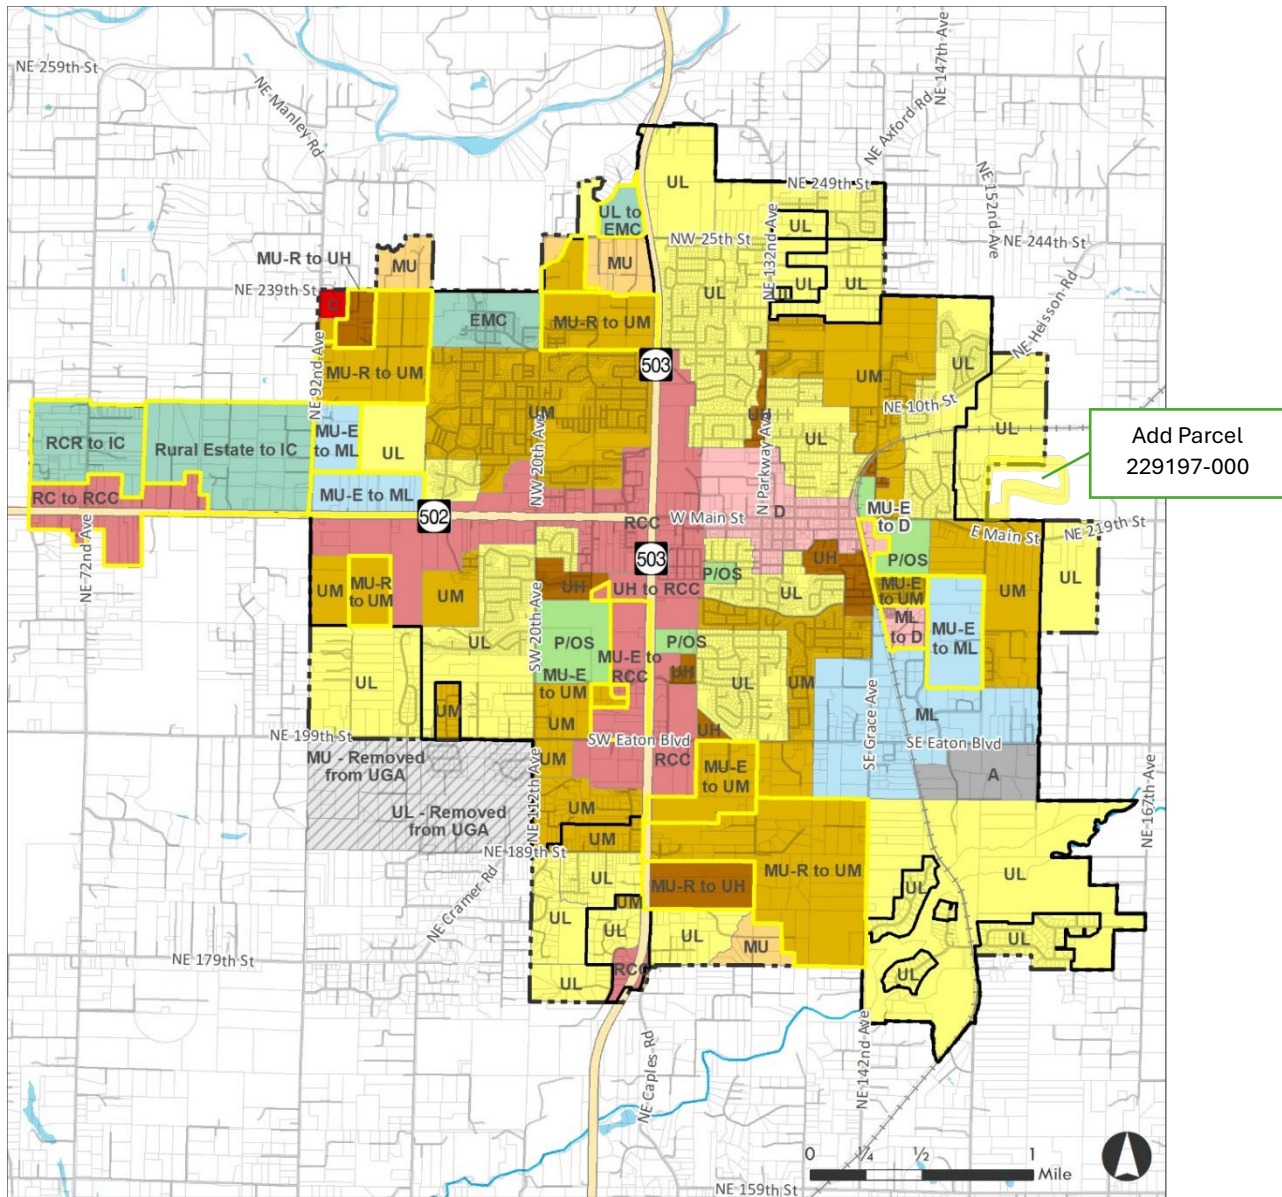 NE 259th St
NE Manley Rd
NE 147th Ave
NE Axford Rd
NE 152nd Ave
UL
NE 249th St
UL to
EMC
UL
NE 132nd Ave
NW 25th St
NE 244th St
MU-R to UH
MU
MU
NE 239th St
UL
UL
UL
UL
NE Heisson Rd
C
EMC
MU-R to UM
NE 92nd Ave
503
MU-R to UM
UM
UL
NE 10th St
UM
NW 20th Ave
UH
N Parkway Ave
UL
UL
Add Parcel
229197-000
RCR to IC
Rural Estate to IC
MU-E
to ML
UL
RC to RCC
MU-E to ML
MU-E
to D
502
RCC
W Main St
D
E Main St
NE 219th St
NE 72nd Ave
503
P/OS
UL
UM
MU-R
to UM
UM
UH
UH to RCC
P/OS
UH
UL
MU-E
to UM
UM
SW 20th Ave
UL
P/OS
MU-E to
RCC
P/OS
ML
to D
MU-E
to ML
UL
MU-E
to UM
UH
UL
UM
SE Grace Ave
UM
UM
ML
NE 199th St
SW Eaton Blvd
UH
SE Eaton Blvd
MU - Removed
from UGA
UM
RCC
MU-E
to UM
A
NE 167th Ave
UL - Removed
from UGA
NE 112th Ave
UM
UM
NE 189th St
UL
MU-R to UH
MU-R to UM
UL
UL
NE Cramer Rd
UL
UM
UL
UL
MU
UL
NE 179th St
RCC
UL
UL
NE Caples Rd
NE 142nd Ave
0 ¼ ½ 1
Mile
NE 159th St